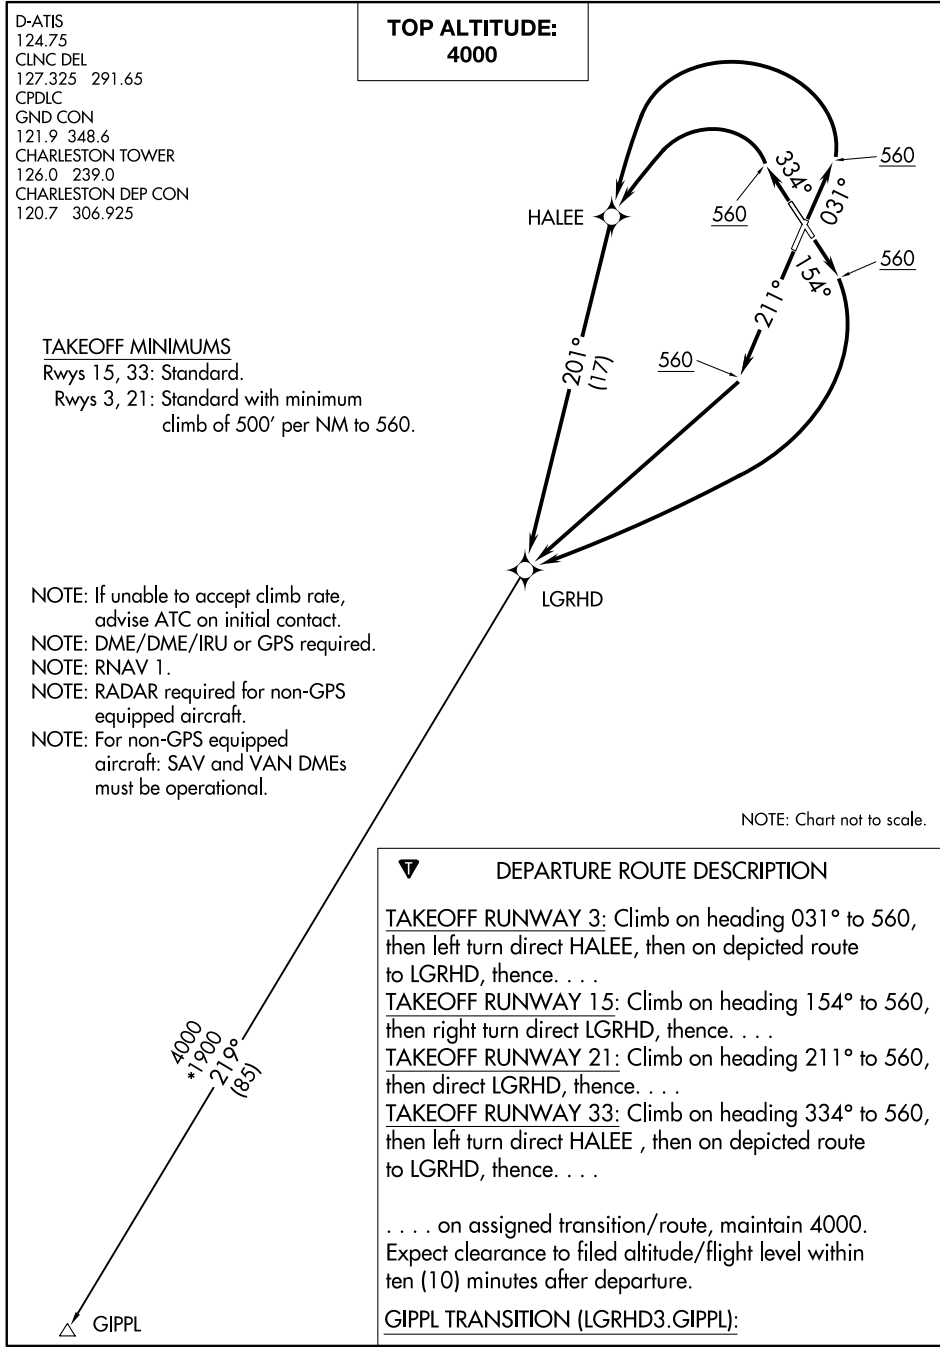 D-ATIS
124.75
CLNC DEL
127.325 291.65
CPDLC
GND CON
121.9 348.6
CHARLESTON TOWER
126.0 239.0
CHARLESTON DEP CON
120.7 306.925
TOP ALTITUDE:
4000
560
334°
031°
560
HALEE
560
154°
211°
560
201°
(17)
TAKEOFF MINIMUMS
Rwys 15, 33: Standard.
Rwys 3, 21: Standard with minimum
climb of 500' per NM to 560.
LGRHD
NOTE: If unable to accept climb rate,
advise ATC on initial contact.
NOTE: DME/DME/IRU or GPS required.
NOTE: RNAV 1.
NOTE: RADAR required for non-GPS
equipped aircraft.
NOTE: For non-GPS equipped
aircraft: SAV and VAN DMEs
must be operational.
NOTE: Chart not to scale.
4000
*1900
219°
(85)
GIPPL
T
DEPARTURE ROUTE DESCRIPTION
TAKEOFF RUNWAY 3: Climb on heading 031° to 560,
then left turn direct HALEE, then on depicted route
to LGRHD, thence. . . .
TAKEOFF RUNWAY 15: Climb on heading 154° to 560,
then right turn direct LGRHD, thence. . . .
TAKEOFF RUNWAY 21: Climb on heading 211° to 560,
then direct LGRHD, thence. . . .
TAKEOFF RUNWAY 33: Climb on heading 334° to 560,
then left turn direct HALEE , then on depicted route
to LGRHD, thence. . . .
. . . . on assigned transition/route, maintain 4000.
Expect clearance to filed altitude/flight level within
ten (10) minutes after departure.
GIPPL TRANSITION (LGRHD3.GIPPL):